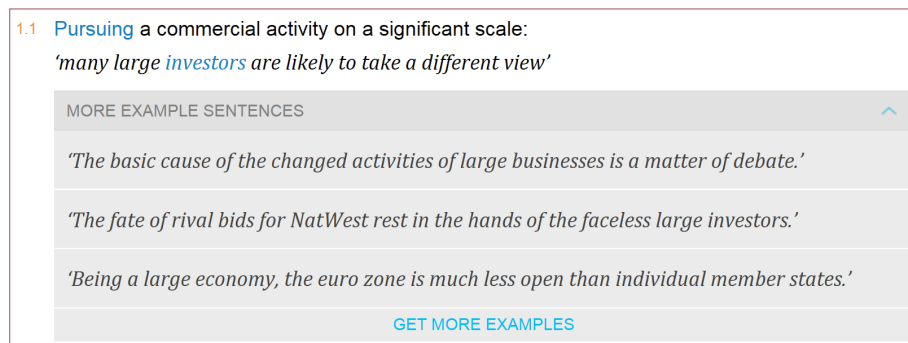 1.1 Pursuing a commercial activity on a significant scale:
‘many large investors are likely to take a different view’
MORE EXAMPLE SENTENCES
‘The basic cause of the changed activities of large businesses is a matter of debate.’
‘The fate of rival bids for NatWest rest in the hands of the faceless large investors.’
‘Being a large economy, the euro zone is much less open than individual member states.’
GET MORE EXAMPLES